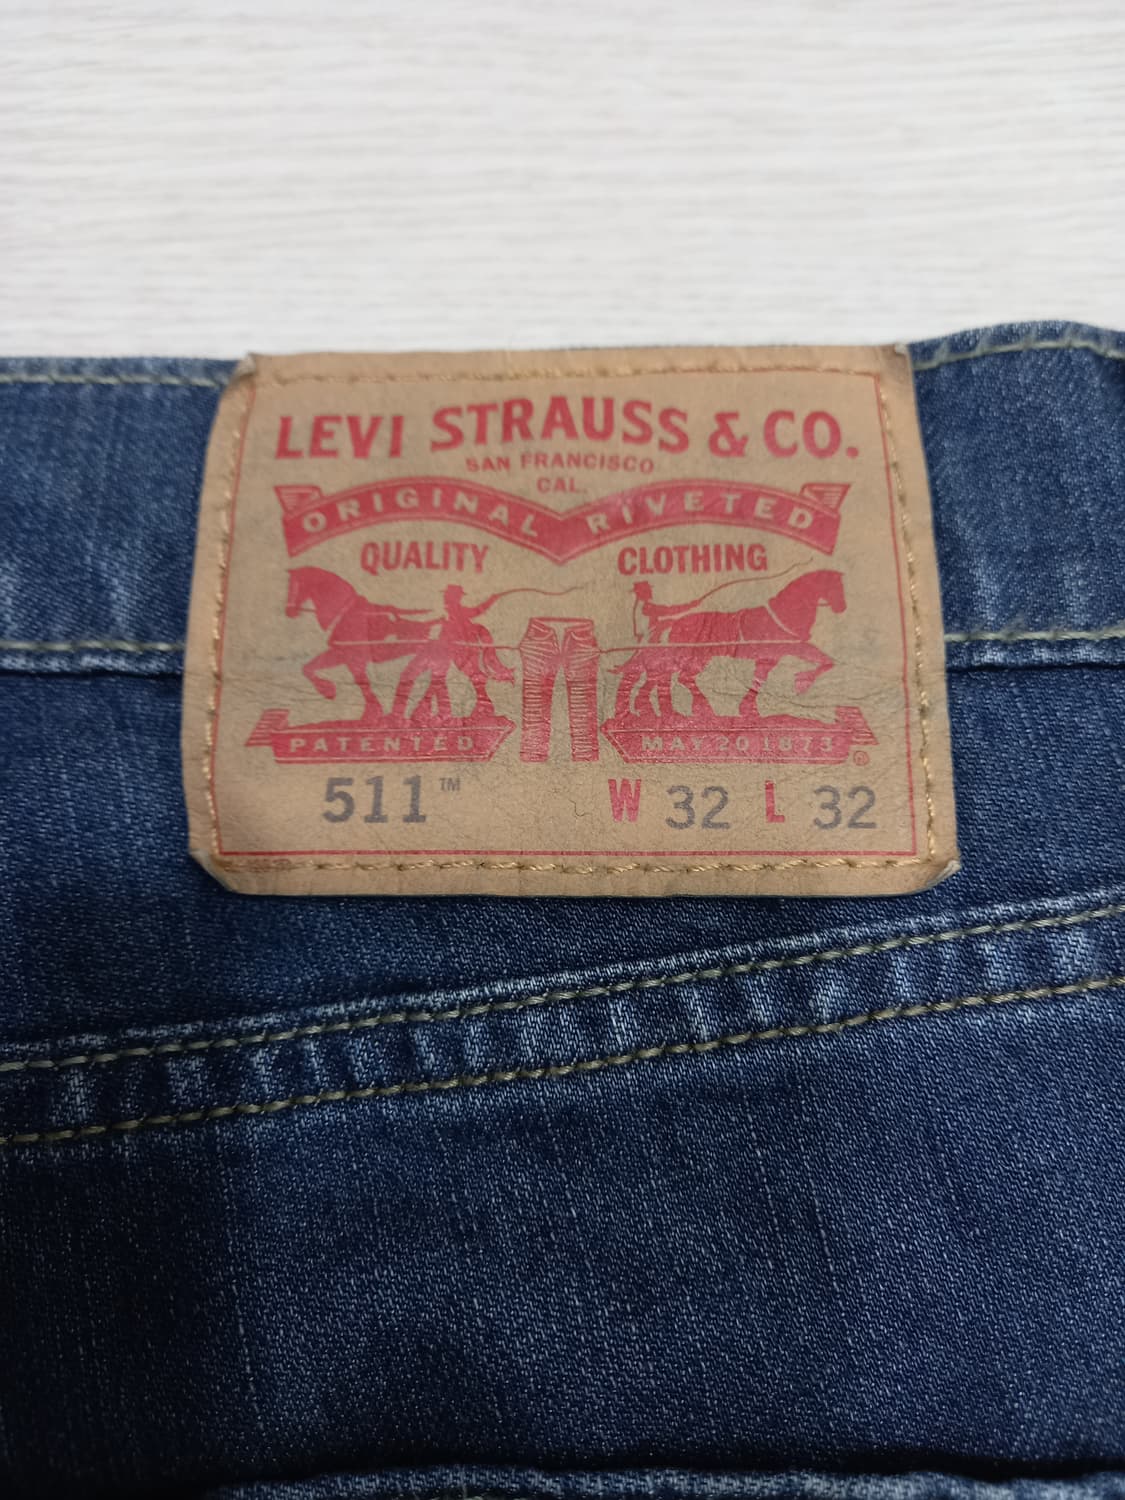 LEVI STRAUSS & CO.
SAN FRANCISCO
CAL.
ORIGINAL RIVETED
QUALITY CLOTHING
PATENTED MAY 20 1873 ®
511™ W 32 L 32